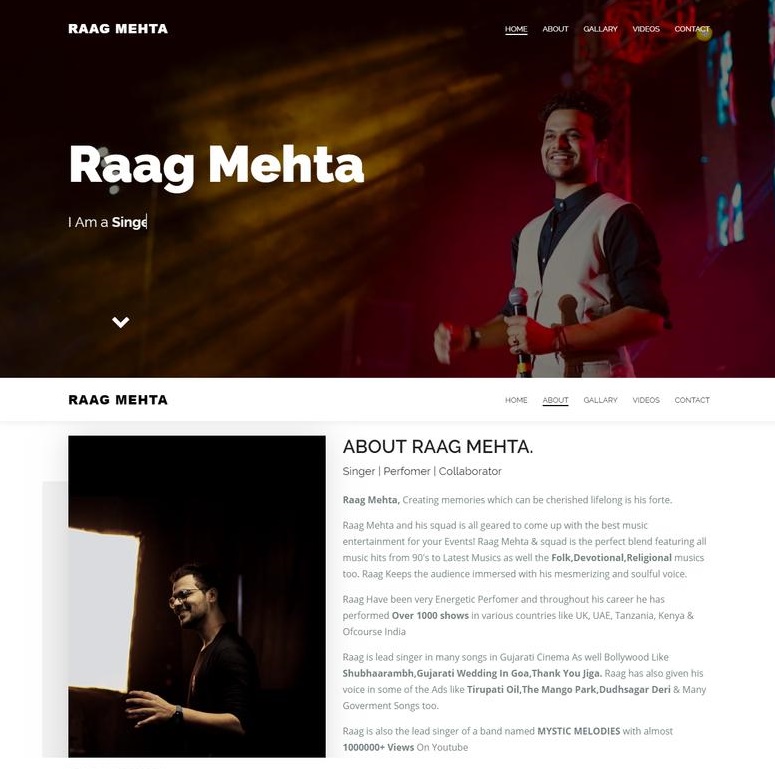 RAAG MEHTA
HOME ABOUT GALLARY VIDEOS CONTACT
Raag Mehta
I Am a Singe
RAAG MEHTA
HOME ABOUT GALLARY VIDEOS CONTACT
ABOUT RAAG MEHTA.
Singer | Perfomer | Collaborator
Raag Mehta, Creating memories which can be cherished lifelong is his forte.
Raag Mehta and his squad is all geared to come up with the best music
entertainment for your Events! Raag Mehta & squad is the perfect blend featuring all
music hits from 90's to Latest Musics as well the Folk,Devotional,Religional musics
too. Raag Keeps the audience immersed with his mesmerizing and soulful voice.
Raag Have been very Energetic Perfomer and throughout his career he has
performed Over 1000 shows in various countries like UK, UAE, Tanzania, Kenya &
Ofcourse India
Raag is lead singer in many songs in Gujarati Cinema As well Bollywood Like
Shubhaarambh,Gujarati Wedding In Goa,Thank You Jiga. Raag has also given his
voice in some of the Ads like Tirupati Oil,The Mango Park,Dudhsagar Deri & Many
Goverment Songs too.
Raag is also the lead singer of a band named MYSTIC MELODIES with almost
1000000+ Views On Youtube